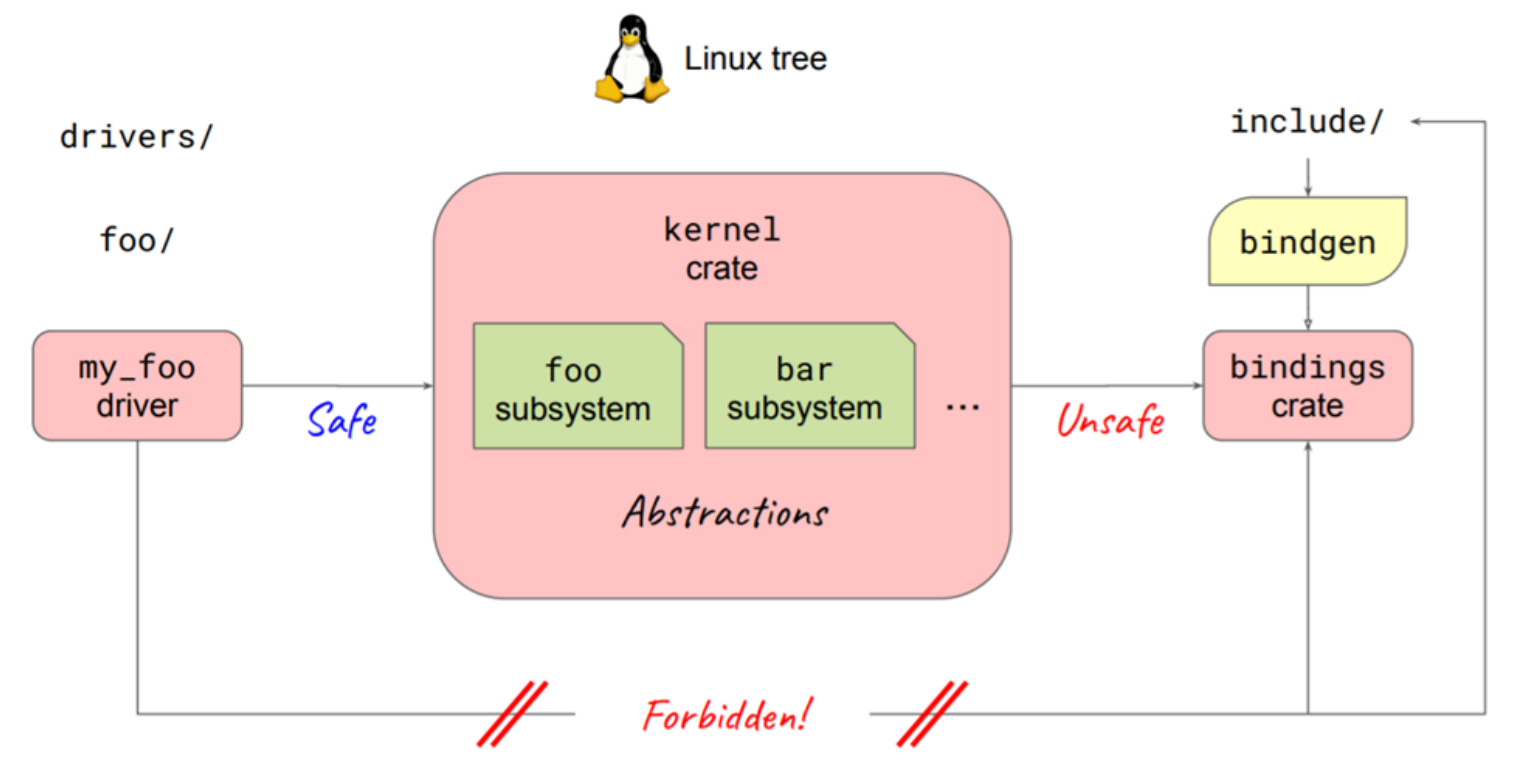 Linux tree
drivers/
include/
foo/
kernel
crate
bindgen
my_foo
driver
foo
subsystem
bar
subsystem
...
bindings
crate
Safe
Unsafe
Abstractions
Forbidden!